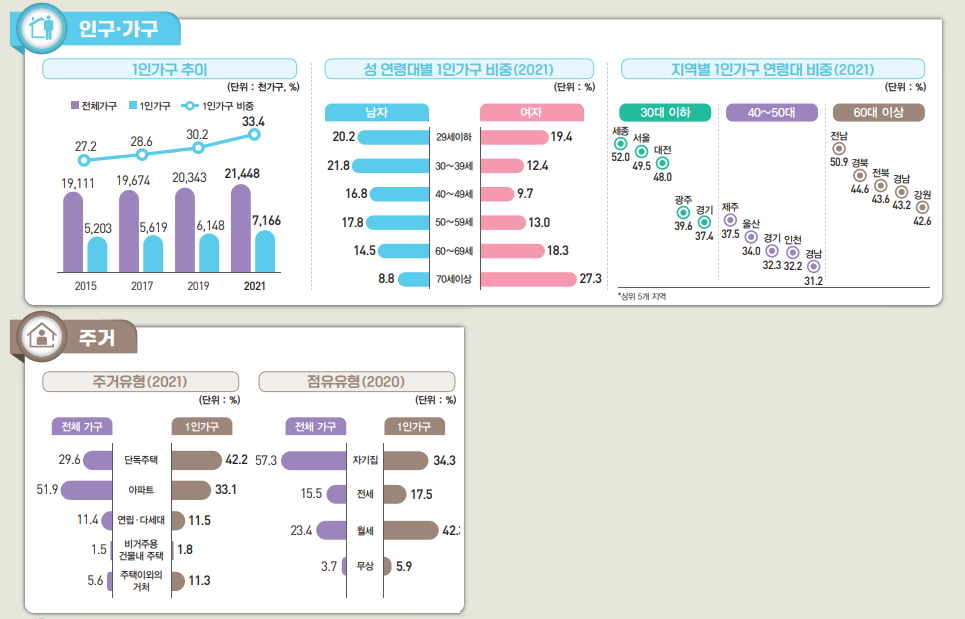 인구·가구
1인가구 추이
(단위 : 천가구, %)
전체가구 1인가구 1인가구 비중
27.2 28.6 30.2 33.4
19,111 19,674 20,343 21,448
5,203 5,619 6,148 7,166
2015 2017 2019 2021
성 연령대별 1인가구 비중(2021)
(단위 : %)
남자 여자
20.2 29세이하 19.4
21.8 30~39세 12.4
16.8 40~49세 9.7
17.8 50~59세 13.0
14.5 60~69세 18.3
8.8 70세이상 27.3
지역별 1인가구 연령대 비중(2021)
(단위 : %)
30대 이하
세종 서울 대전 광주 경기
52.0 49.5 48.0 39.6 37.4
40~50대
제주 울산 경기 인천 경남
37.5 34.0 32.3 32.2 31.2
60대 이상
전남 경북 전북 경남 강원
50.9 44.6 43.6 43.2 42.6
*상위 5개 지역
주거
주거유형(2021)
(단위 : %)
전체 가구 1인가구
29.6 단독주택 42.2
51.9 아파트 33.1
11.4 연립·다세대 11.5
1.5 비거주용 건물내 주택 1.8
5.6 주택이외의 거처 11.3
점유유형(2020)
(단위 : %)
전체 가구 1인가구
57.3 자기집 34.3
15.5 전세 17.5
23.4 월세 42.
3.7 무상 5.9